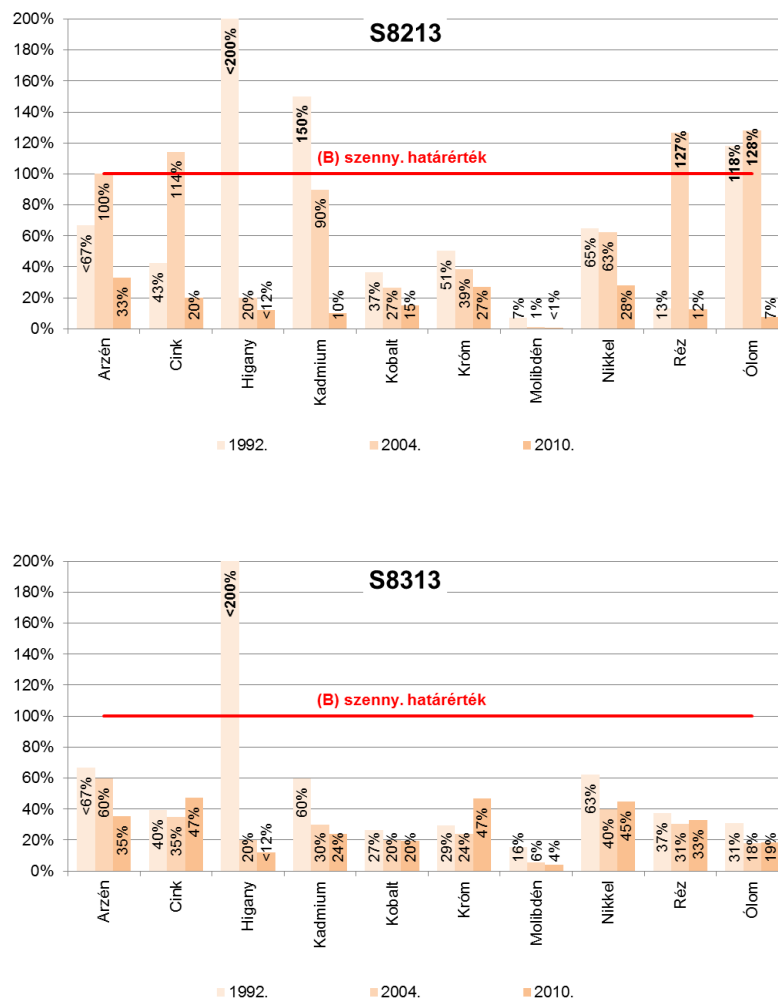 S8213
200%
180%
160%
140%
120%
100%
80%
60%
40%
20%
0%
(B) szenny. határérték
<67% 100% 33%
43% 114% 20%
<200% 20% <12%
150% 90% 10%
37% 27% 15%
51% 39% 27%
7% 1% <1%
65% 63% 28%
13% 127% 12%
118% 128% 7%
Arzén Cink Higany Kadmium Kobalt Króm Molibdén Nikkel Réz Ólom
1992. 2004. 2010.
S8313
200%
180%
160%
140%
120%
100%
80%
60%
40%
20%
0%
(B) szenny. határérték
<67% 60% 35%
40% 35% 47%
<200% 20% <12%
60% 30% 24%
27% 20% 20%
29% 24% 47%
16% 6% 4%
63% 40% 45%
37% 31% 33%
31% 18% 19%
Arzén Cink Higany Kadmium Kobalt Króm Molibdén Nikkel Réz Ólom
1992. 2004. 2010.